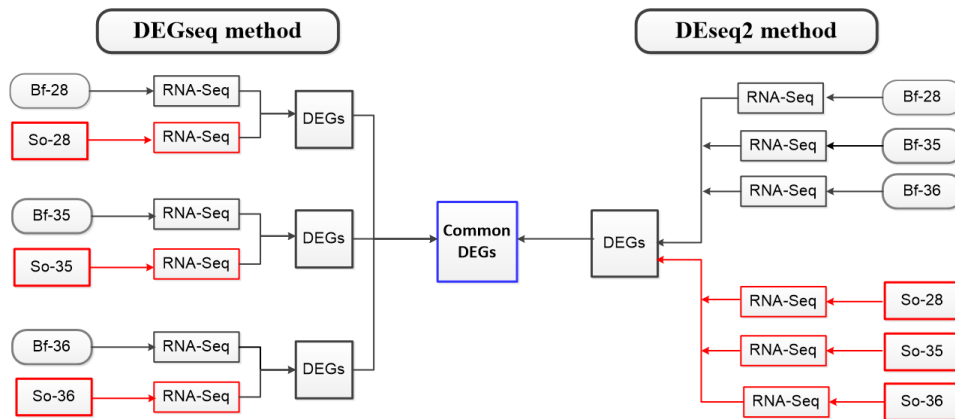 DEGseq method
DEseq2 method
Bf-28
RNA-Seq
So-28
RNA-Seq
DEGs
Bf-35
RNA-Seq
So-35
RNA-Seq
DEGs
Bf-36
RNA-Seq
So-36
RNA-Seq
DEGs
Common
DEGs
DEGs
RNA-Seq
Bf-28
RNA-Seq
Bf-35
RNA-Seq
Bf-36
RNA-Seq
So-28
RNA-Seq
So-35
RNA-Seq
So-36